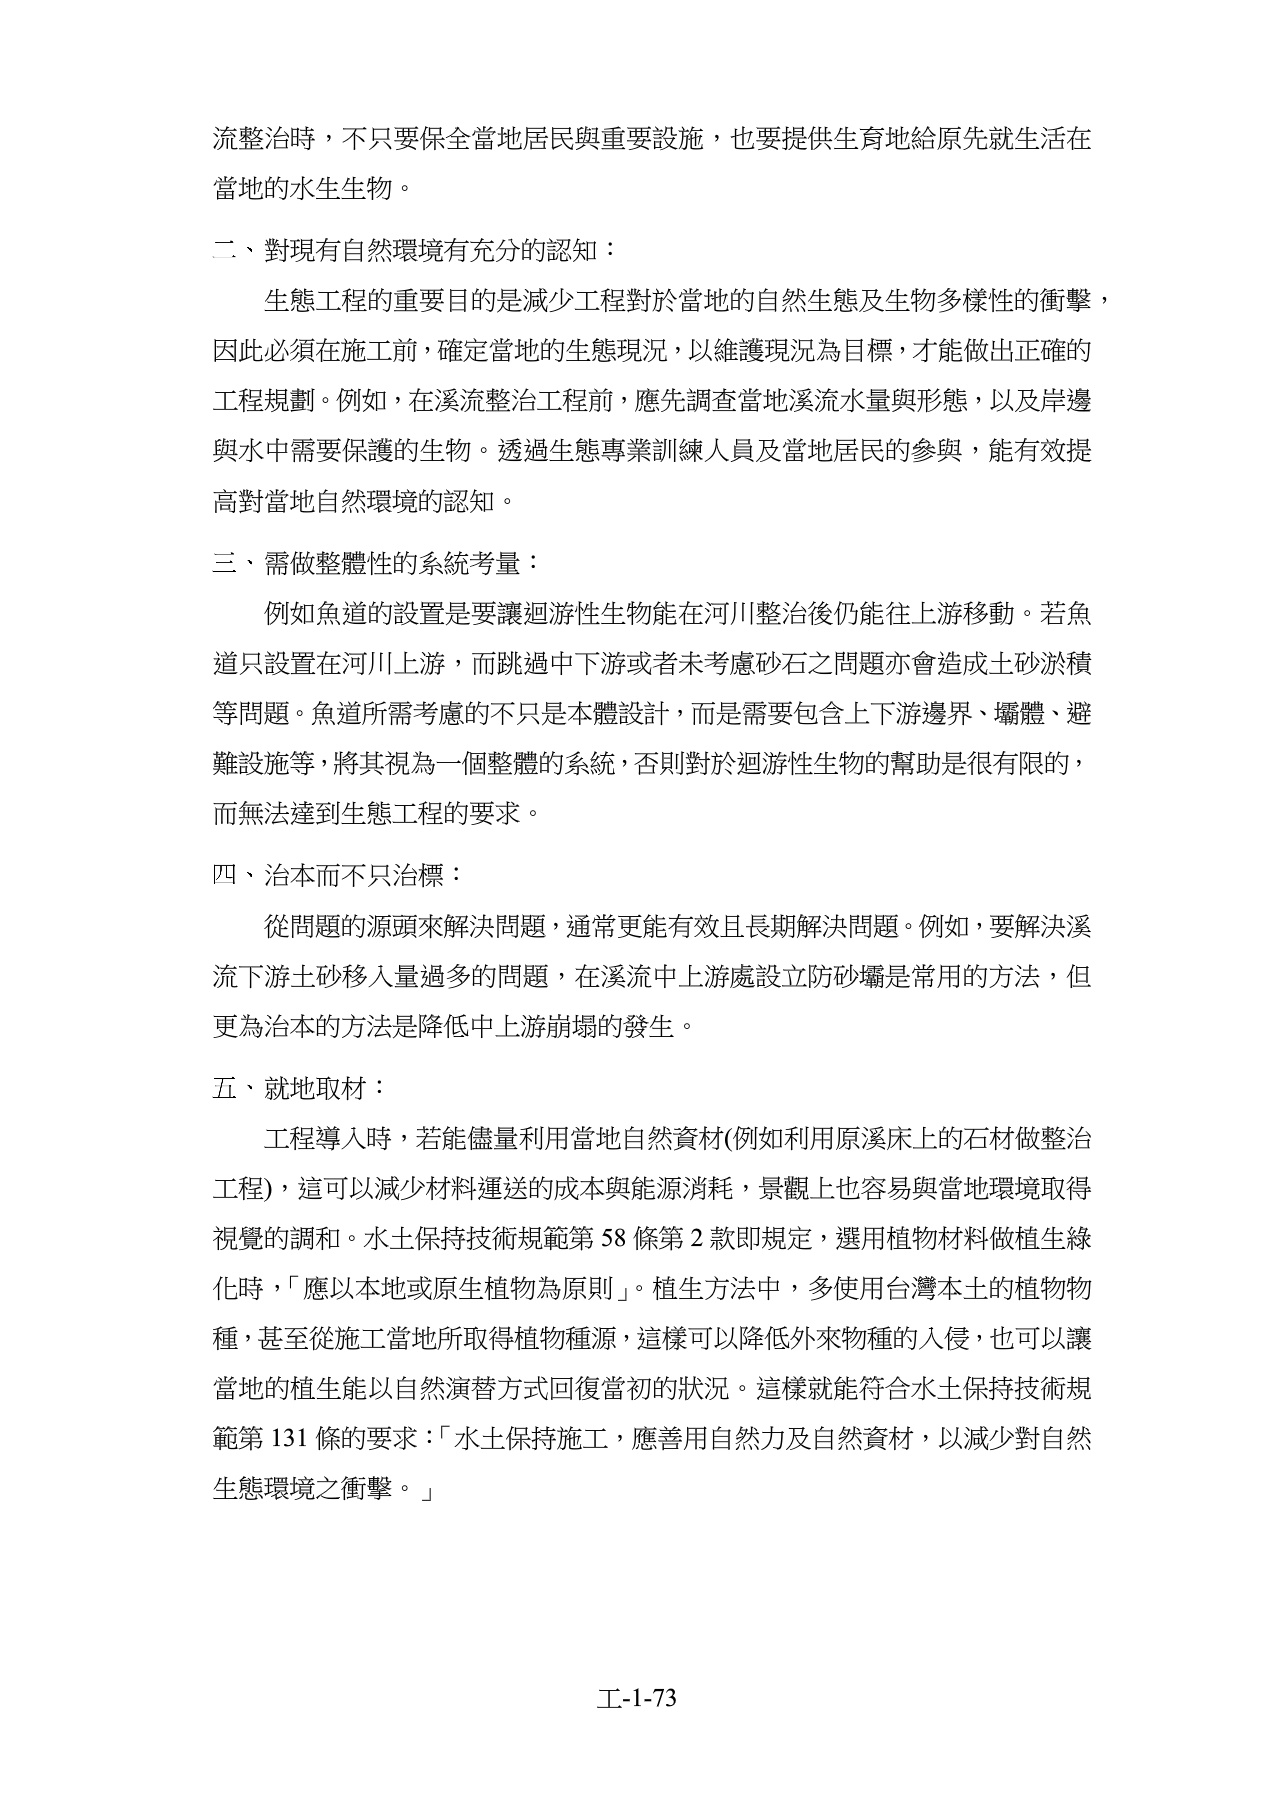 流整治時，不只要保全當地居民與重要設施，也要提供生育地給原先就生活在
當地的水生生物。
二、對現有自然環境有充分的認知：
生態工程的重要目的是減少工程對於當地的自然生態及生物多樣性的衝擊，
因此必須在施工前，確定當地的生態現況，以維護現況為目標，才能做出正確的
工程規劃。例如，在溪流整治工程前，應先調查當地溪流水量與形態，以及岸邊
與水中需要保護的生物。透過生態專業訓練人員及當地居民的參與，能有效提
高對當地自然環境的認知。
三、需做整體性的系統考量：
例如魚道的設置是要讓迴游性生物能在河川整治後仍能往上游移動。若魚
道只設置在河川上游，而跳過中下游或者未考慮砂石之問題亦會造成土砂淤積
等問題。魚道所需考慮的不只是本體設計，而是需要包含上下游邊界、壩體、避
難設施等，將其視為一個整體的系統，否則對於迴游性生物的幫助是很有限的，
而無法達到生態工程的要求。
四、治本而不只治標：
從問題的源頭來解決問題，通常更能有效且長期解決問題。例如，要解決溪
流下游土砂移入量過多的問題，在溪流中上游處設立防砂壩是常用的方法，但
更為治本的方法是降低中上游崩塌的發生。
五、就地取材：
工程導入時，若能儘量利用當地自然資材(例如利用原溪床上的石材做整治
工程)，這可以減少材料運送的成本與能源消耗，景觀上也容易與當地環境取得
視覺的調和。水土保持技術規範第 58 條第 2 款即規定，選用植物材料做植生綠
化時，「應以本地或原生植物為原則」。植生方法中，多使用台灣本土的植物物
種，甚至從施工當地所取得植物種源，這樣可以降低外來物種的入侵，也可以讓
當地的植生能以自然演替方式回復當初的狀況。這樣就能符合水土保持技術規
範第 131 條的要求：「水土保持施工，應善用自然力及自然資材，以減少對自然
生態環境之衝擊。」
工-1-73